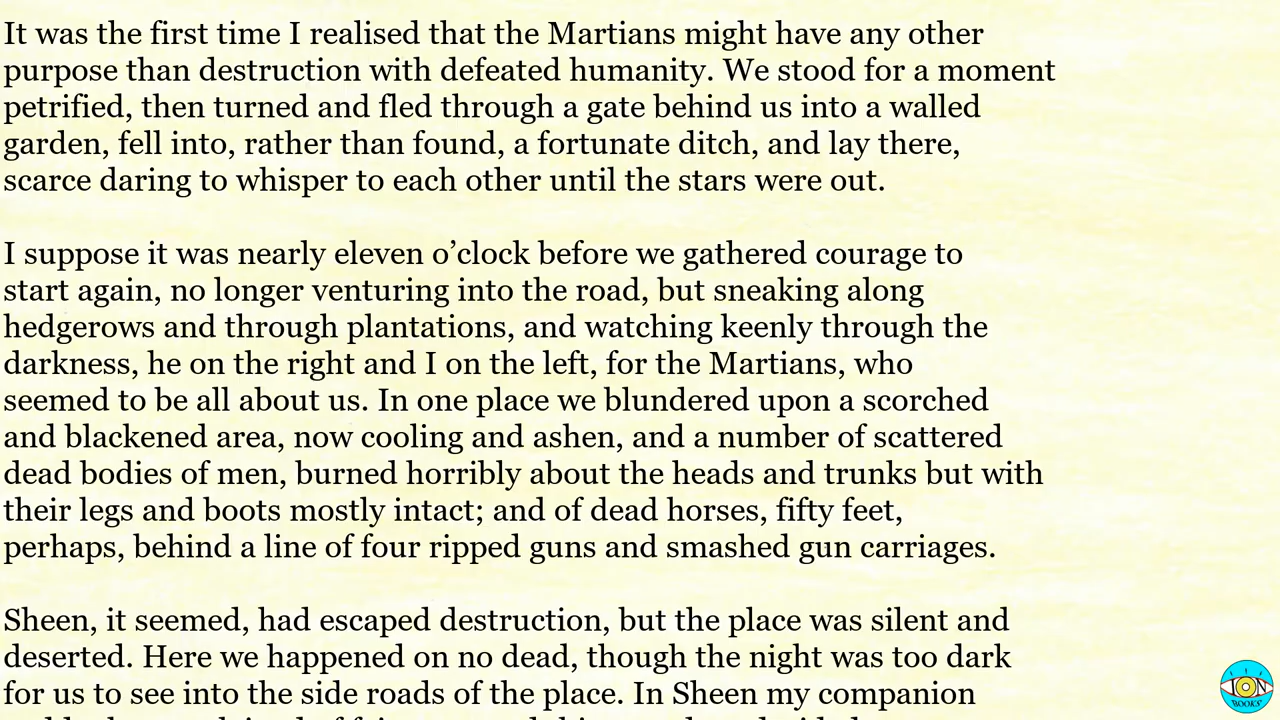 It was the first time I realised that the Martians might have any other
purpose than destruction with defeated humanity. We stood for a moment
petrified, then turned and fled through a gate behind us into a walled
garden, fell into, rather than found, a fortunate ditch, and lay there,
scarce daring to whisper to each other until the stars were out.
I suppose it was nearly eleven o’clock before we gathered courage to
start again, no longer venturing into the road, but sneaking along
hedgerows and through plantations, and watching keenly through the
darkness, he on the right and I on the left, for the Martians, who
seemed to be all about us. In one place we blundered upon a scorched
and blackened area, now cooling and ashen, and a number of scattered
dead bodies of men, burned horribly about the heads and trunks but with
their legs and boots mostly intact; and of dead horses, fifty feet,
perhaps, behind a line of four ripped guns and smashed gun carriages.
Sheen, it seemed, had escaped destruction, but the place was silent and
deserted. Here we happened on no dead, though the night was too dark
for us to see into the side roads of the place. In Sheen my companion
ION
BOOKS